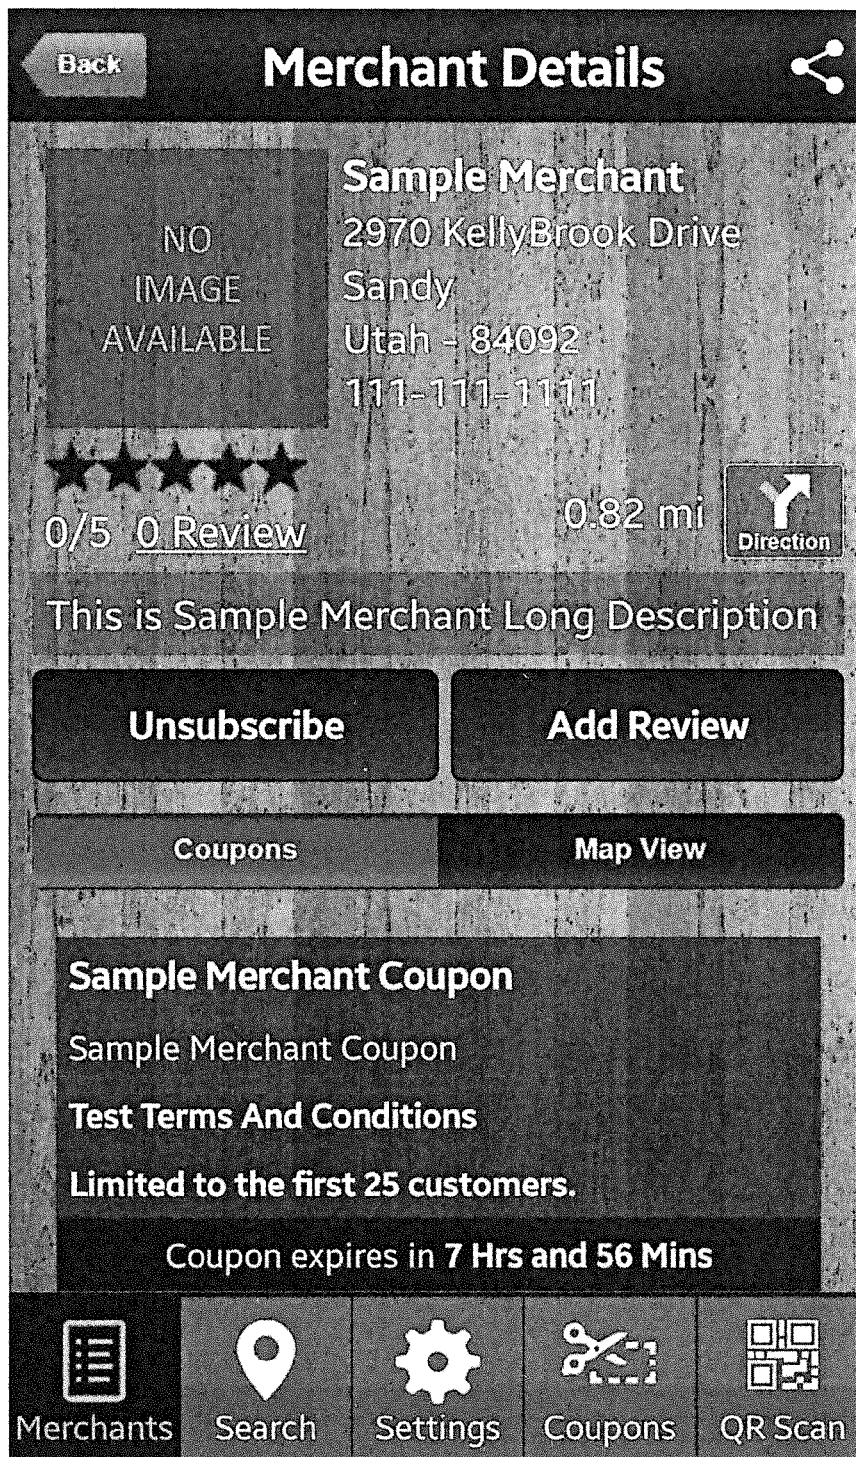 Back
Merchant Details
NO
IMAGE
AVAILABLE
Sample Merchant
2970 KellyBrook Drive
Sandy
Utah - 84092
111-111-1111
0/5 0 Review
0.82 mi
Direction
This is Sample Merchant Long Description
Unsubscribe
Add Review
Coupons
Map View
Sample Merchant Coupon
Sample Merchant Coupon
Test Terms And Conditions
Limited to the first 25 customers.
Coupon expires in 7 Hrs and 56 Mins
Merchants
Search
Settings
Coupons
QR Scan